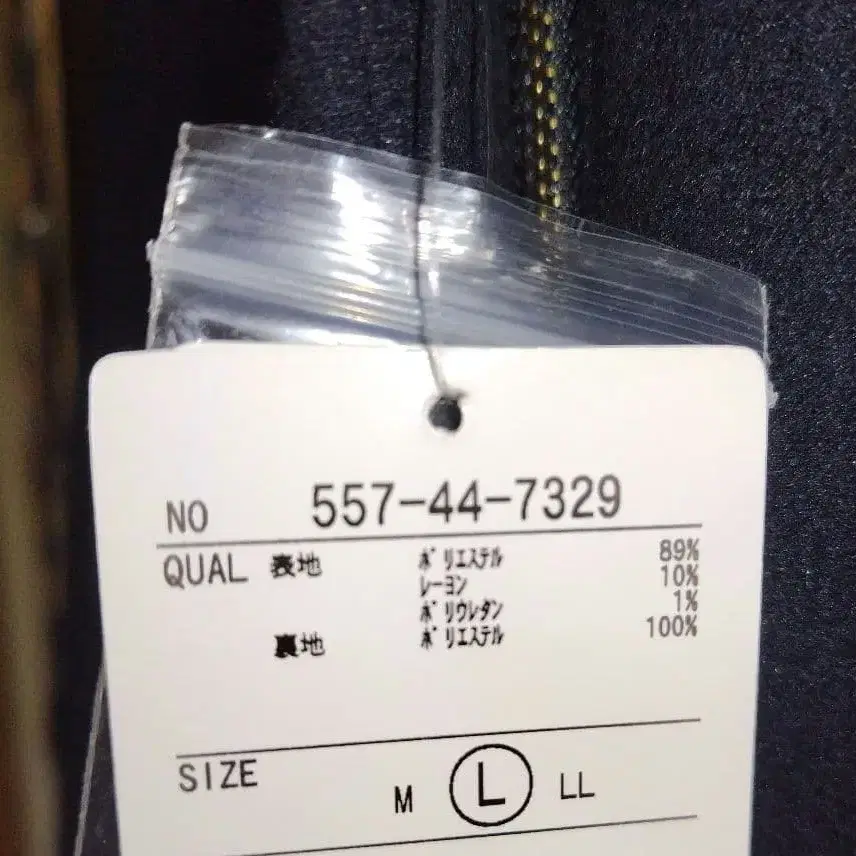 NO 557-44-7329
QUAL 表地 ﾎﾟﾘｴｽﾃﾙ 89%
ﾚｰﾖﾝ 10%
ﾎﾟﾘｳﾚﾀﾝ 1%
裏地 ﾎﾟﾘｴｽﾃﾙ 100%
SIZE M L LL